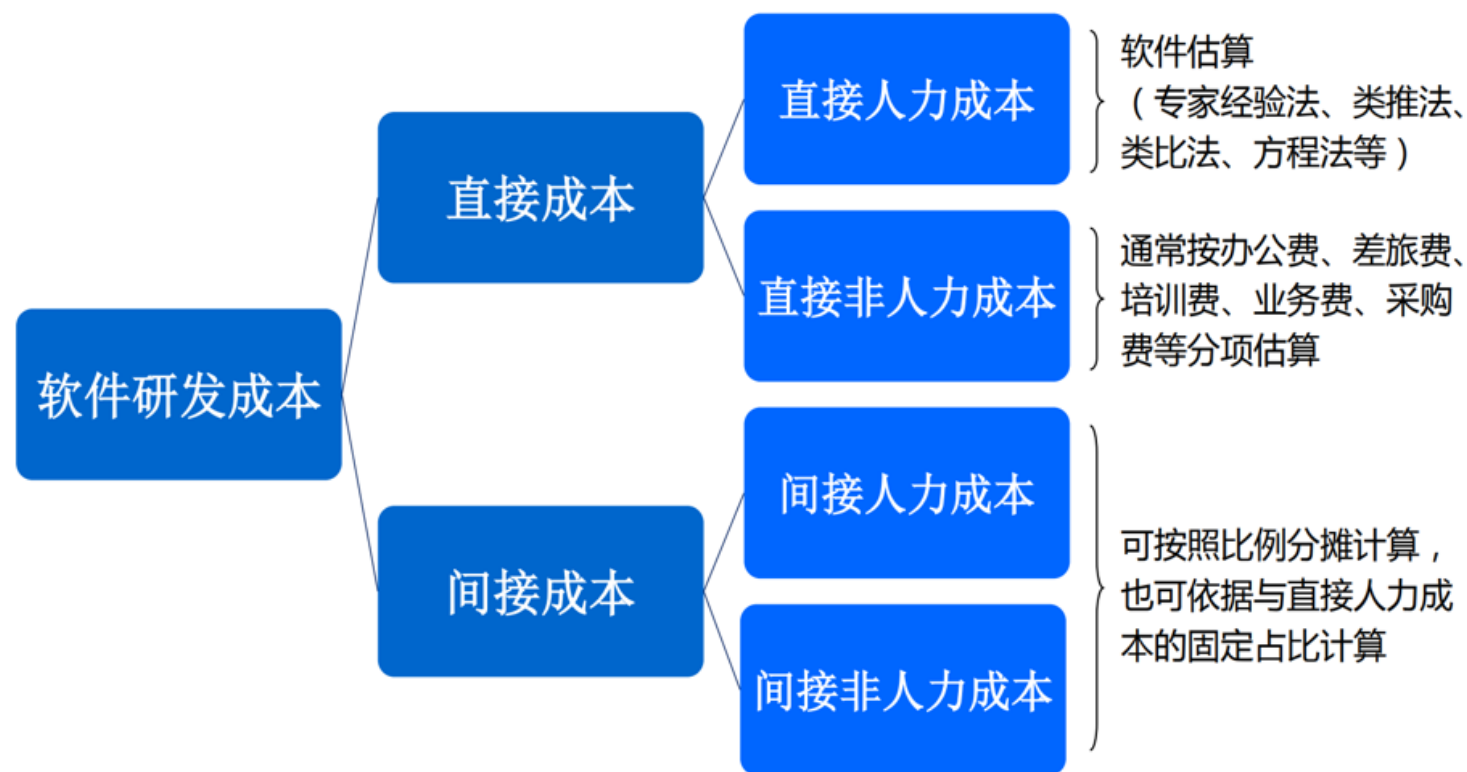 软件研发成本
直接成本
直接人力成本
软件估算
（专家经验法、类推法、
类比法、方程法等）
直接非人力成本
通常按办公费、差旅费、
培训费、业务费、采购
费等分项估算
间接成本
间接人力成本
间接非人力成本
可按照比例分摊计算，
也可依据与直接人力成
本的固定占比计算